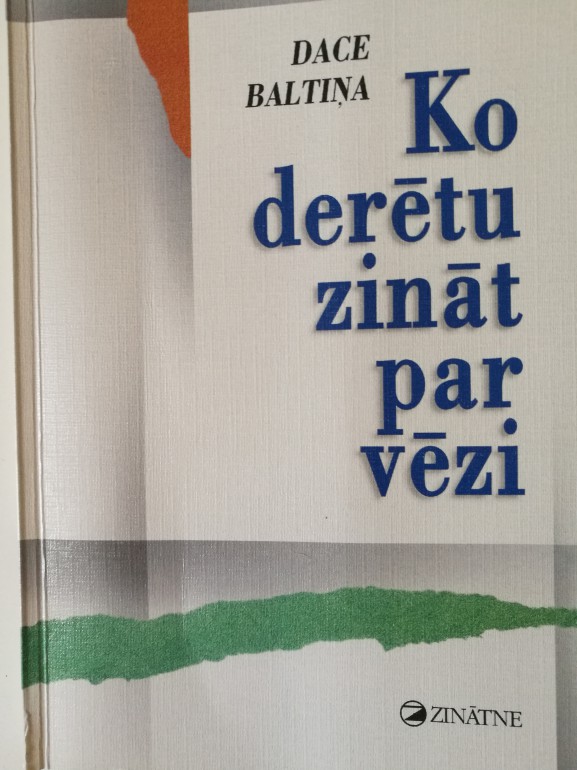 DACE
BALTIŅA
Ko
derētu
zināt
par
vēzi
ZINĀTNE